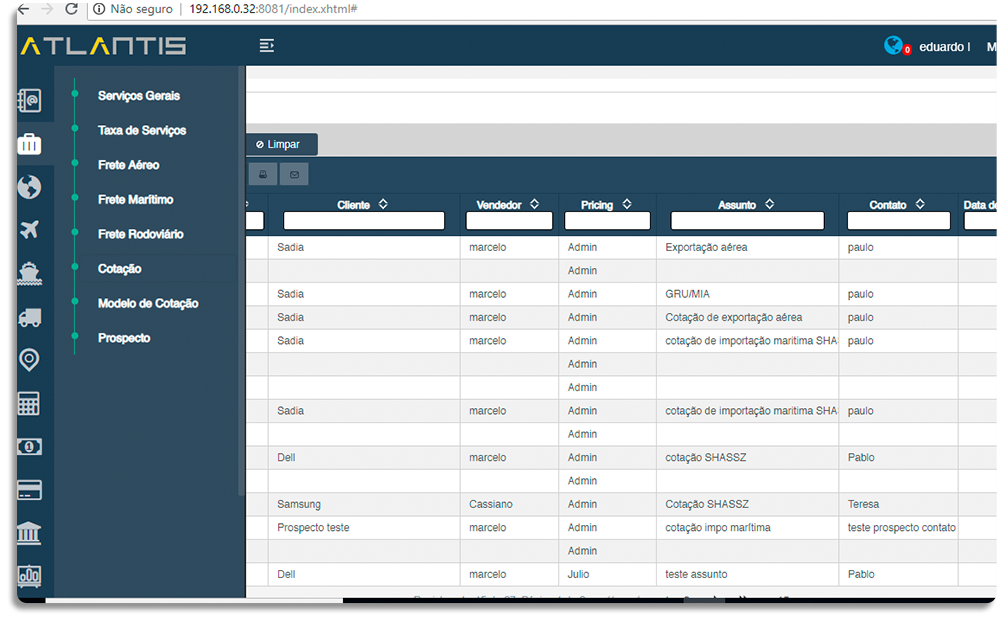 Não seguro | 192.168.0.32:8081/index.xhtml#
ATLANTIS
0 eduardo | M
Serviços Gerais
Taxa de Serviços
Frete Aéreo
Frete Marítimo
Frete Rodoviário
Cotação
Modelo de Cotação
Prospecto
Limpar
Cliente Vendedor Pricing Assunto Contato Data de
Sadia marcelo Admin Exportação aérea paulo
Admin
Sadia marcelo Admin GRU/MIA paulo
Sadia marcelo Admin Cotação de exportação aérea paulo
Sadia marcelo Admin cotação de importação maritima SHA paulo
Admin
Admin
Sadia marcelo Admin cotação de importação maritima SHA paulo
Admin
Dell marcelo Admin cotação SHASSZ Pablo
Admin
Samsung Cassiano Admin Cotação SHASSZ Teresa
Prospecto teste marcelo Admin cotação impo marítima teste prospecto contato
Admin
Dell marcelo Julio teste assunto Pablo